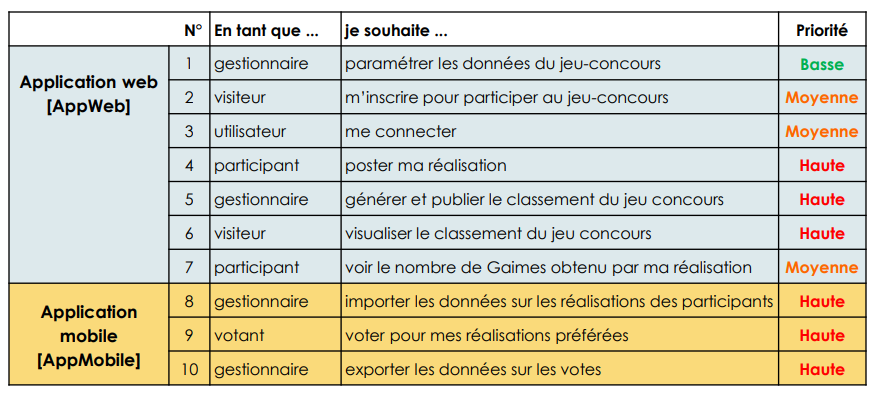 N° En tant que ... je souhaite ... Priorité
Application web
[AppWeb]
1 gestionnaire paramétrer les données du jeu-concours Basse
2 visiteur m'inscrire pour participer au jeu-concours Moyenne
3 utilisateur me connecter Moyenne
4 participant poster ma réalisation Haute
5 gestionnaire générer et publier le classement du jeu concours Haute
6 visiteur visualiser le classement du jeu concours Haute
7 participant voir le nombre de Gaimes obtenu par ma réalisation Moyenne
Application
mobile
[AppMobile]
8 gestionnaire importer les données sur les réalisations des participants Haute
9 votant voter pour mes réalisations préférées Haute
10 gestionnaire exporter les données sur les votes Haute